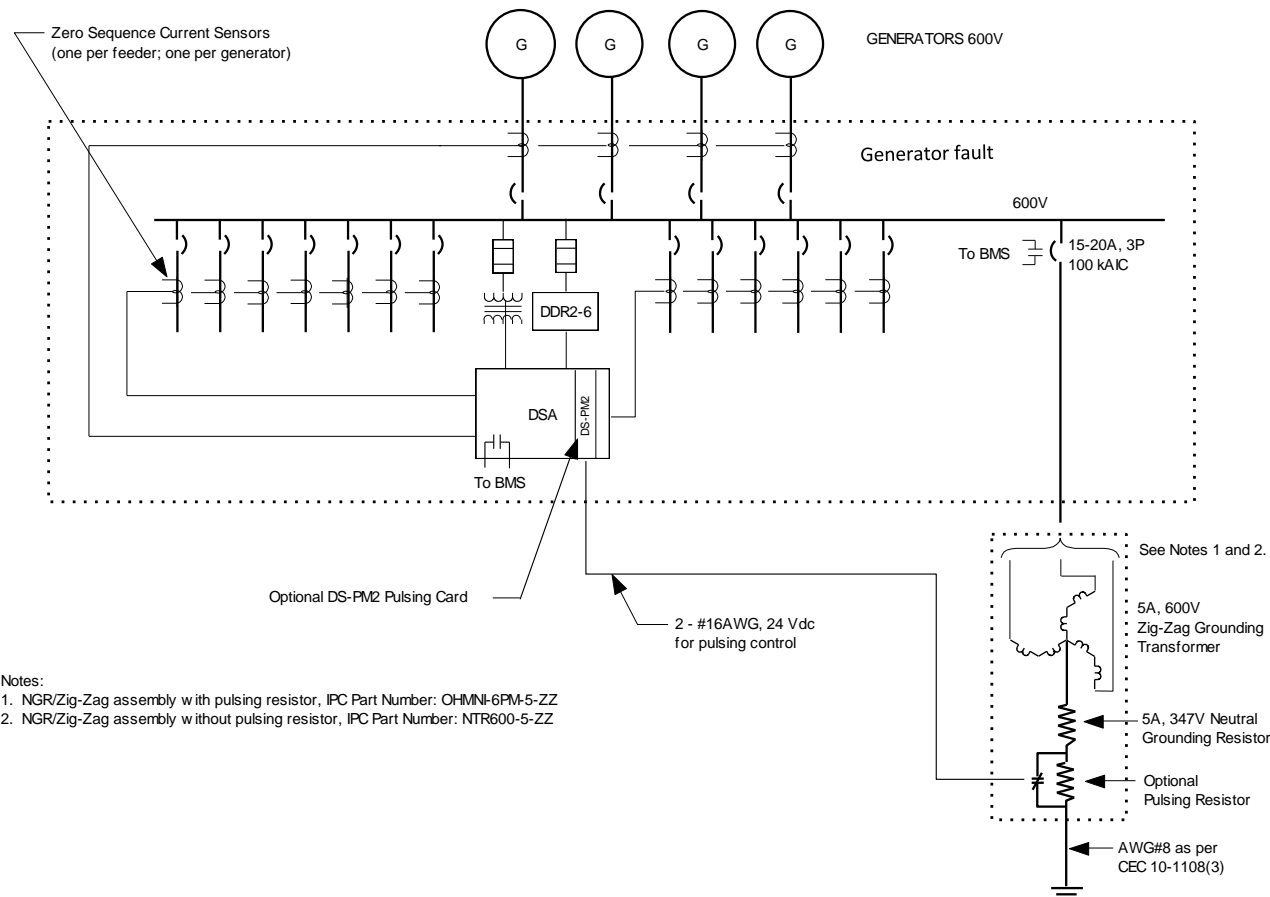 Zero Sequence Current Sensors
(one per feeder; one per generator)
G
G
G
G
GENERATORS 600V
Generator fault
600V
To BMS
15-20A, 3P
100 kAIC
DDR2-6
DSA
DS-PM2
To BMS
See Notes 1 and 2.
Optional DS-PM2 Pulsing Card
2 - #16AWG, 24 Vdc
for pulsing control
5A, 600V
Zig-Zag Grounding
Transformer
Notes:
1. NGR/Zig-Zag assembly with pulsing resistor, IPC Part Number: OHMNI-6PM-5-ZZ
2. NGR/Zig-Zag assembly without pulsing resistor, IPC Part Number: NTR600-5-ZZ
5A, 347V Neutral
Grounding Resistor
Optional
Pulsing Resistor
AWG#8 as per
CEC 10-1108(3)